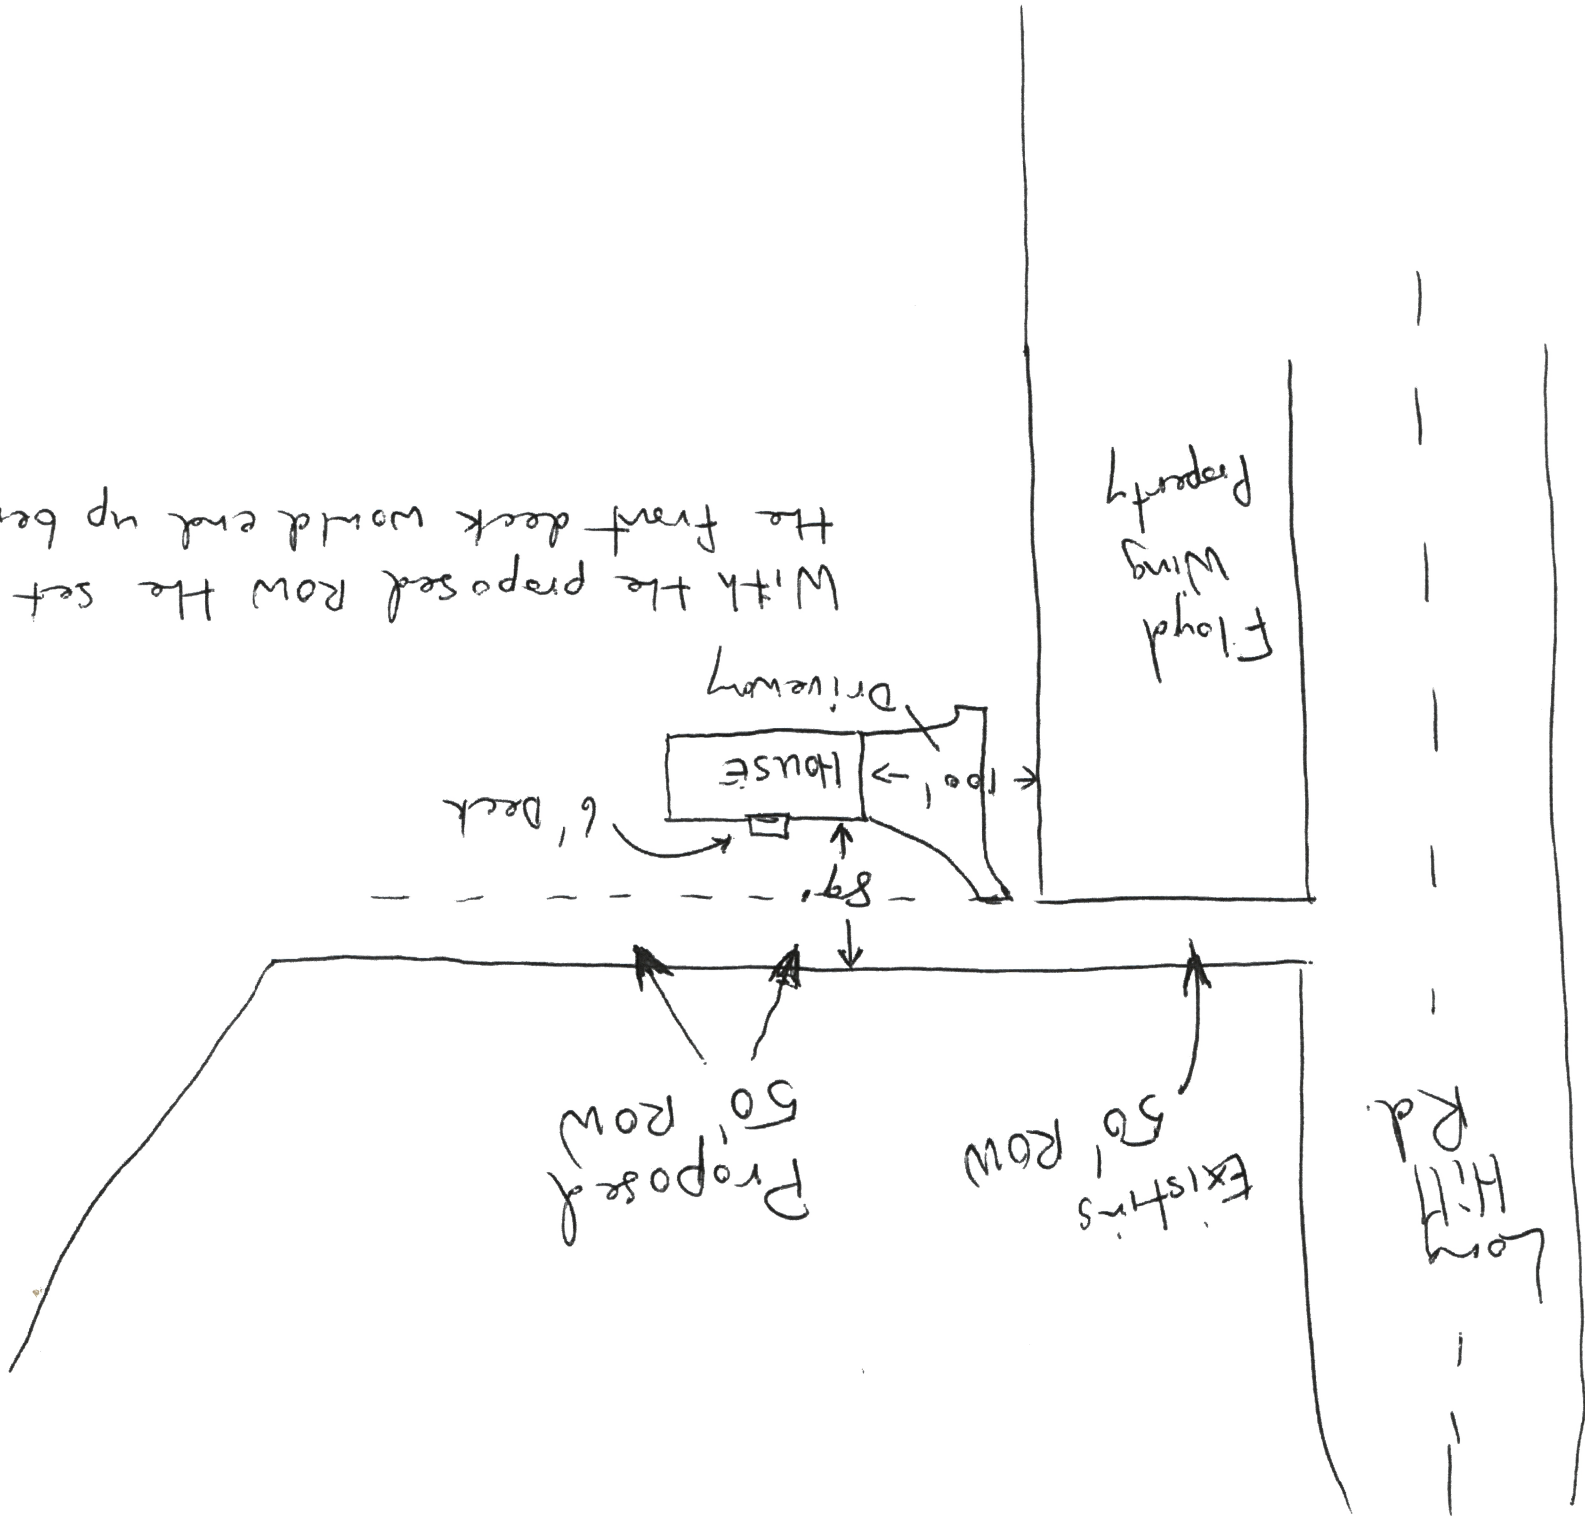 Long
Hill
Rd.
Existing
50' ROW
Proposed
50' ROW
89'
6' Deck
100'
HOUSE
Driveway
Floyd
Wing
Property
With the proposed ROW the set
the front deck would end up